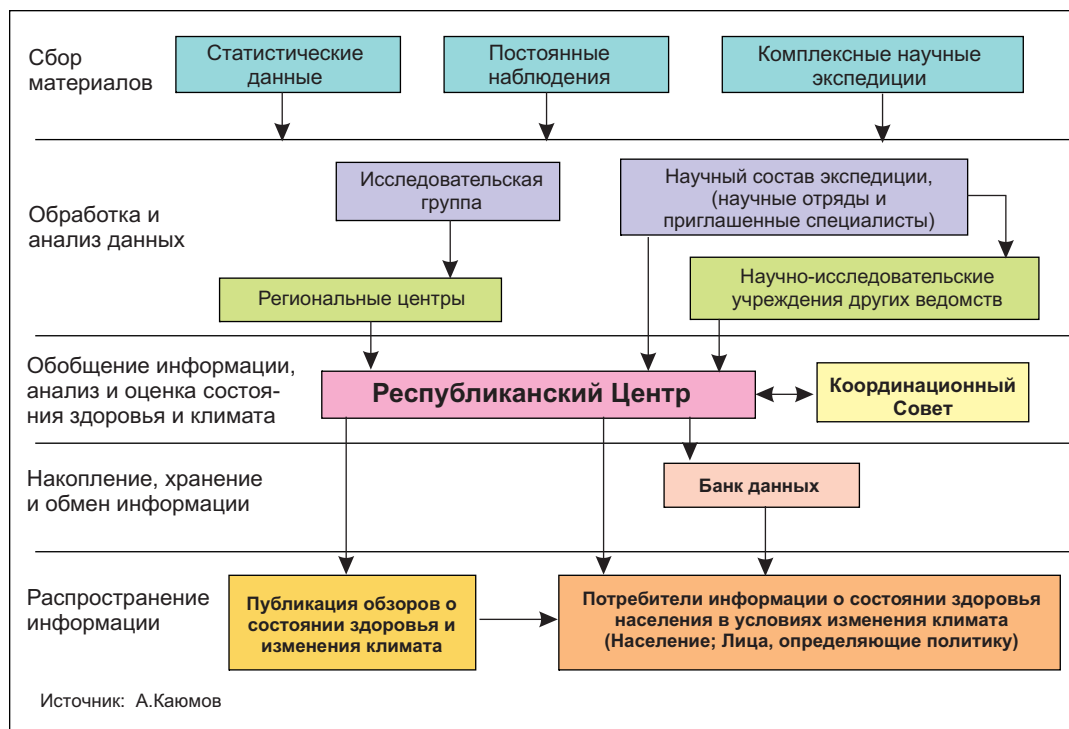 Сбор
материалов
Статистические
данные
Постоянные
наблюдения
Комплексные научные
экспедиции
Обработка и
анализ данных
Исследовательская
группа
Научный состав экспедиции,
(научные отряды и
приглашенные специалисты)
Региональные центры
Научно-исследовательские
учреждения других ведомств
Обобщение информации,
анализ и оценка состоя-
ния здоровья и климата
Республиканский Центр
Координационный
Совет
Накопление, хранение
и обмен информации
Банк данных
Распространение
информации
Публикация обзоров о
состоянии здоровья и
изменения климата
Потребители информации о состоянии здоровья
населения в условиях изменения климата
(Население; Лица, определяющие политику)
Источник: А.Каюмов